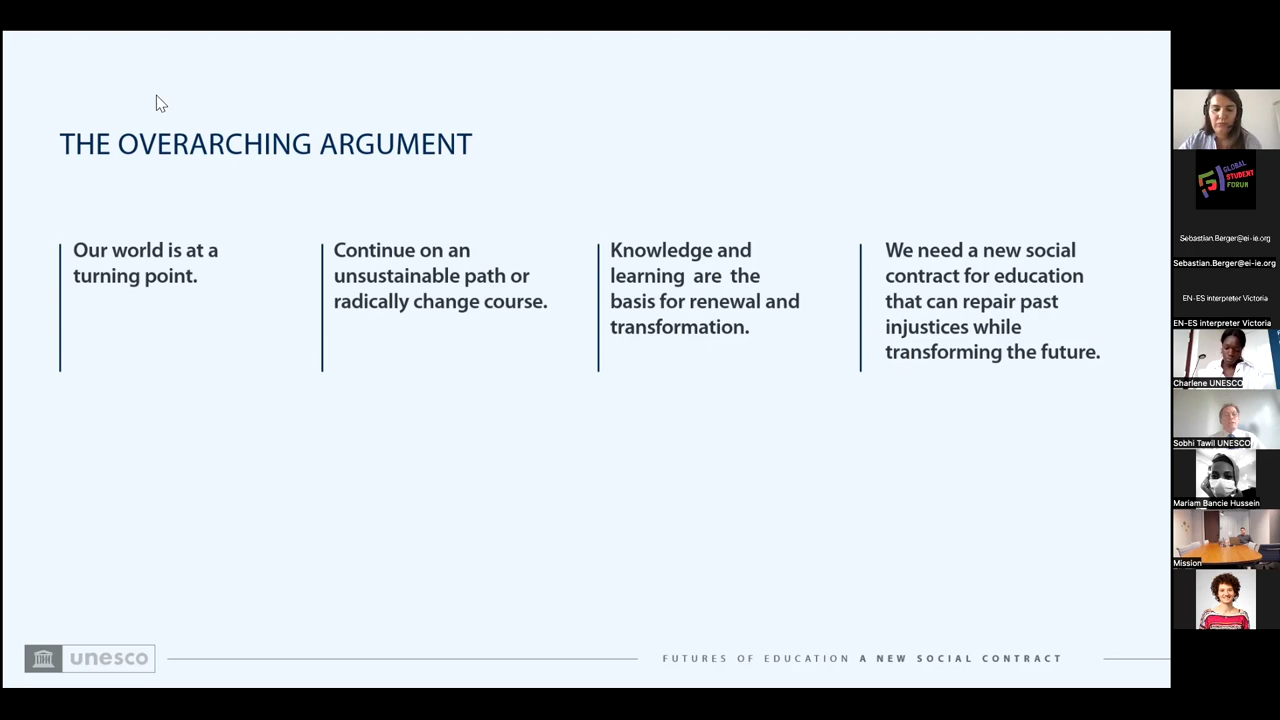 THE OVERARCHING ARGUMENT
Our world is at a
turning point.
Continue on an
unsustainable path or
radically change course.
Knowledge and
learning are the
basis for renewal and
transformation.
We need a new social
contract for education
that can repair past
injustices while
transforming the future.
unesco
FUTURES OF EDUCATION A NEW SOCIAL CONTRACT
GLOBAL
STUDENT
FORUM
Sebastian.Berger@ei-ie.org
Sebastian.Berger@ei-ie.org
EN-ES interpreter Victoria
EN-ES interpreter Victoria
Charlene UNESCO
Sobhi Tawil UNESCO
Mariam Bancie Hussein
Mission